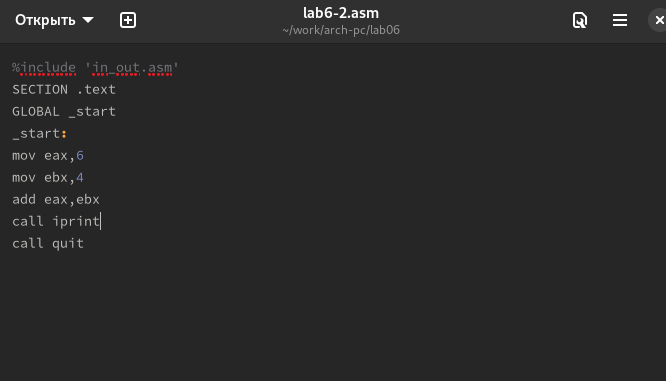 Открыть
lab6-2.asm
~/work/arch-pc/lab06
%include 'in_out.asm'
SECTION .text
GLOBAL _start
_start:
mov eax,6
mov ebx,4
add eax,ebx
call iprint
call quit